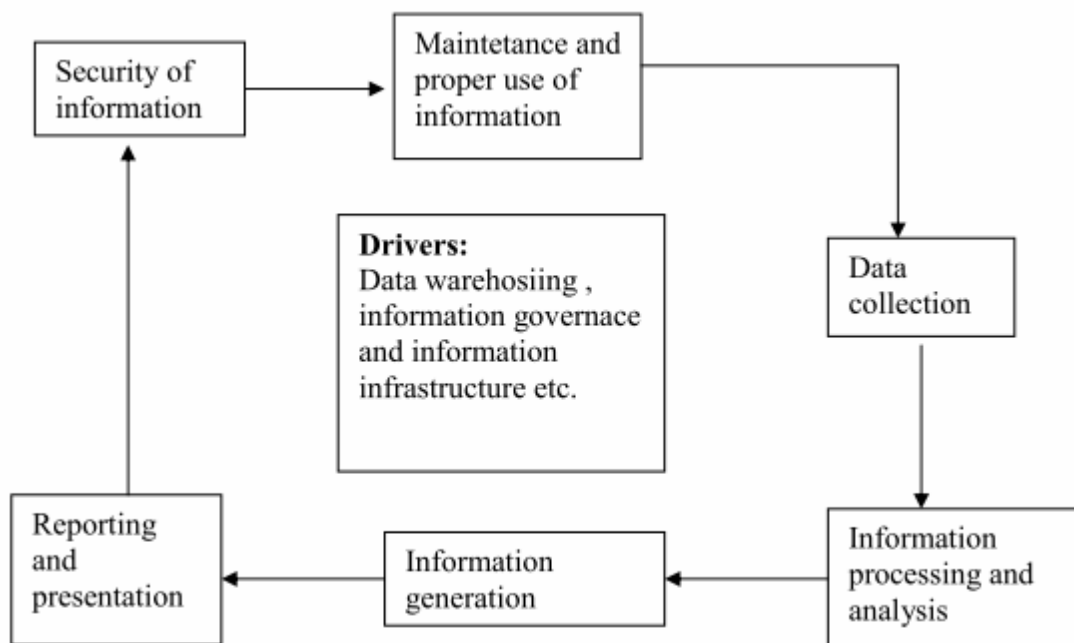 Security of
information
Maintetance and
proper use of
information
Drivers:
Data warehosiing ,
information governace
and information
infrastructure etc.
Data
collection
Reporting
and
presentation
Information
generation
Information
processing and
analysis